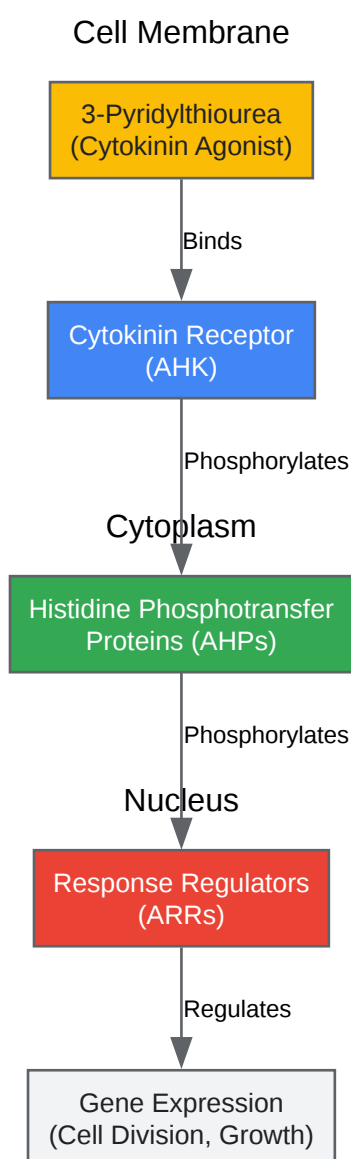 Cell Membrane
3-Pyridylthiourea
(Cytokinin Agonist)
Binds
Cytokinin Receptor
(AHK)
Phosphorylates
Cytoplasm
Histidine Phosphotransfer
Proteins (AHPs)
Phosphorylates
Nucleus
Response Regulators
(ARRs)
Regulates
Gene Expression
(Cell Division, Growth)